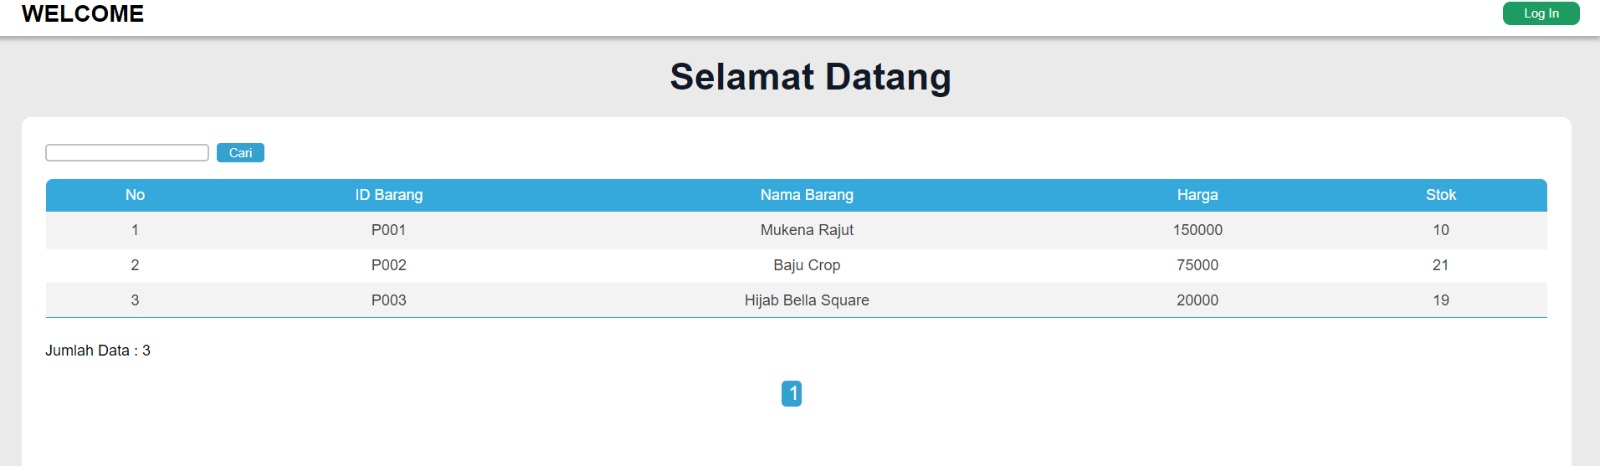 WELCOME Log In
Selamat Datang
Cari
No ID Barang Nama Barang Harga Stok
1 P001 Mukena Rajut 150000 10
2 P002 Baju Crop 75000 21
3 P003 Hijab Bella Square 20000 19
Jumlah Data : 3
1